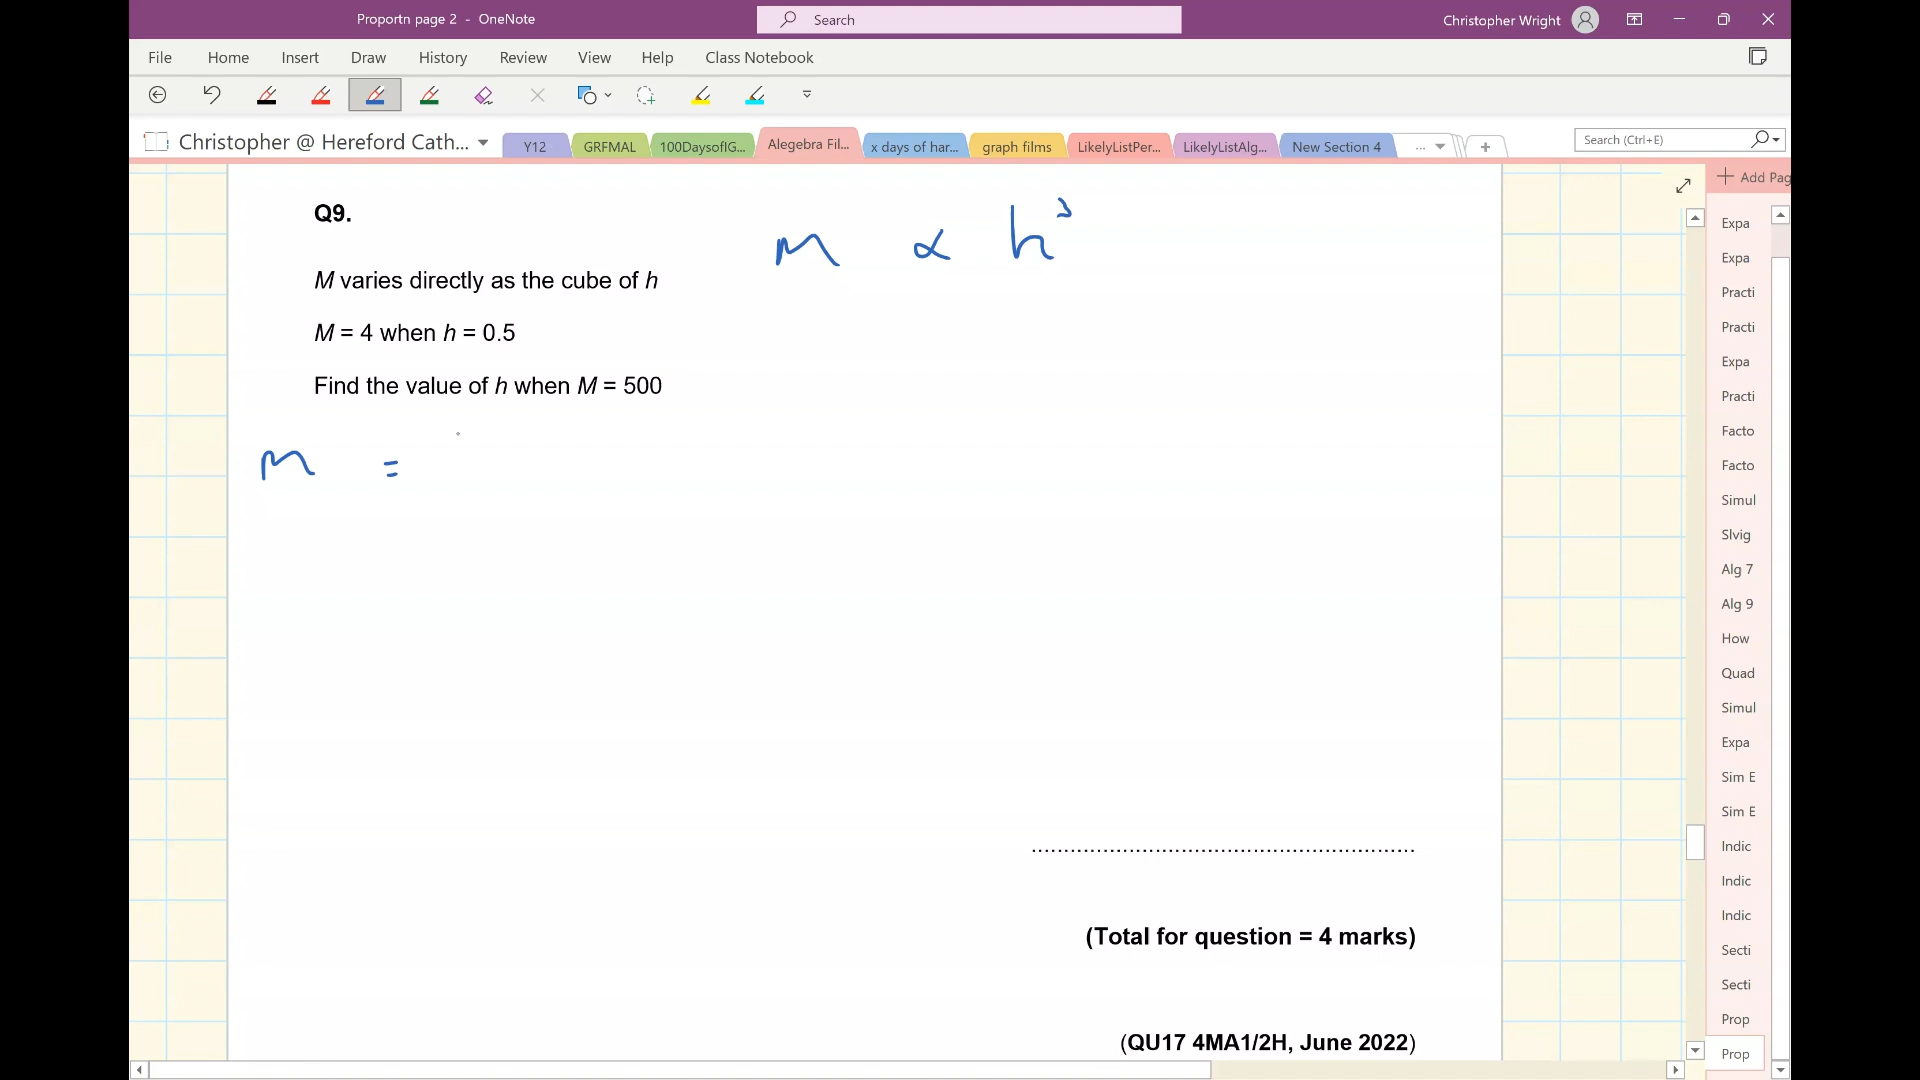 Proportn page 2 - OneNote
Search
Christopher Wright
File Home Insert Draw History Review View Help Class Notebook
Christopher @ Hereford Cath...
Y12 GRFMAL 100DaysofIG... Alegebra Fil... x days of har... graph films LikelyListPer... LikelyListAlg... New Section 4 ... +
Search (Ctrl+E)
Add Pag
Q9.
M ∝ h³
M varies directly as the cube of h
M = 4 when h = 0.5
Find the value of h when M = 500
M =
(Total for question = 4 marks)
(QU17 4MA1/2H, June 2022)
Expa
Expa
Practi
Practi
Expa
Practi
Facto
Facto
Simul
Slvig
Alg 7
Alg 9
How
Quad
Simul
Expa
Sim E
Sim E
Indic
Indic
Indic
Secti
Secti
Prop
Prop